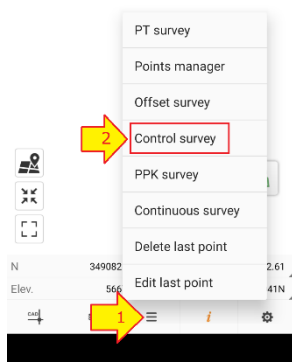 PT survey
Points manager
Offset survey
2
Control survey
PPK survey
Continuous survey
Delete last point
N 349082 2.61
Edit last point
Elev. 566 41N
CAD
1
i